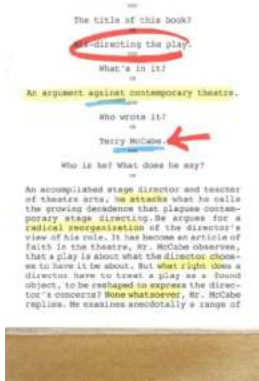 The title of this book?
Mis-directing the play.
What's in it?
An argument against contemporary theatre.
Who wrote it?
Terry McCabe.
Who is he? What does he say?
An accomplished stage director and teacher
of theatre arts, he attacks what he calls
the growing decadence that plagues contem-
porary stage directing. He argues for a
radical reorganization of the director's
view of his role. It has become an article of
faith in the theatre, Mr. McCabe observes,
that a play is about what the director choos-
es to have it be about. But what right does a
director have to treat a play as a found
object, to be reshaped to express the direc-
tor's concerns? None whatsoever, Mr. McCabe
replies. He examines anecdotally a range of